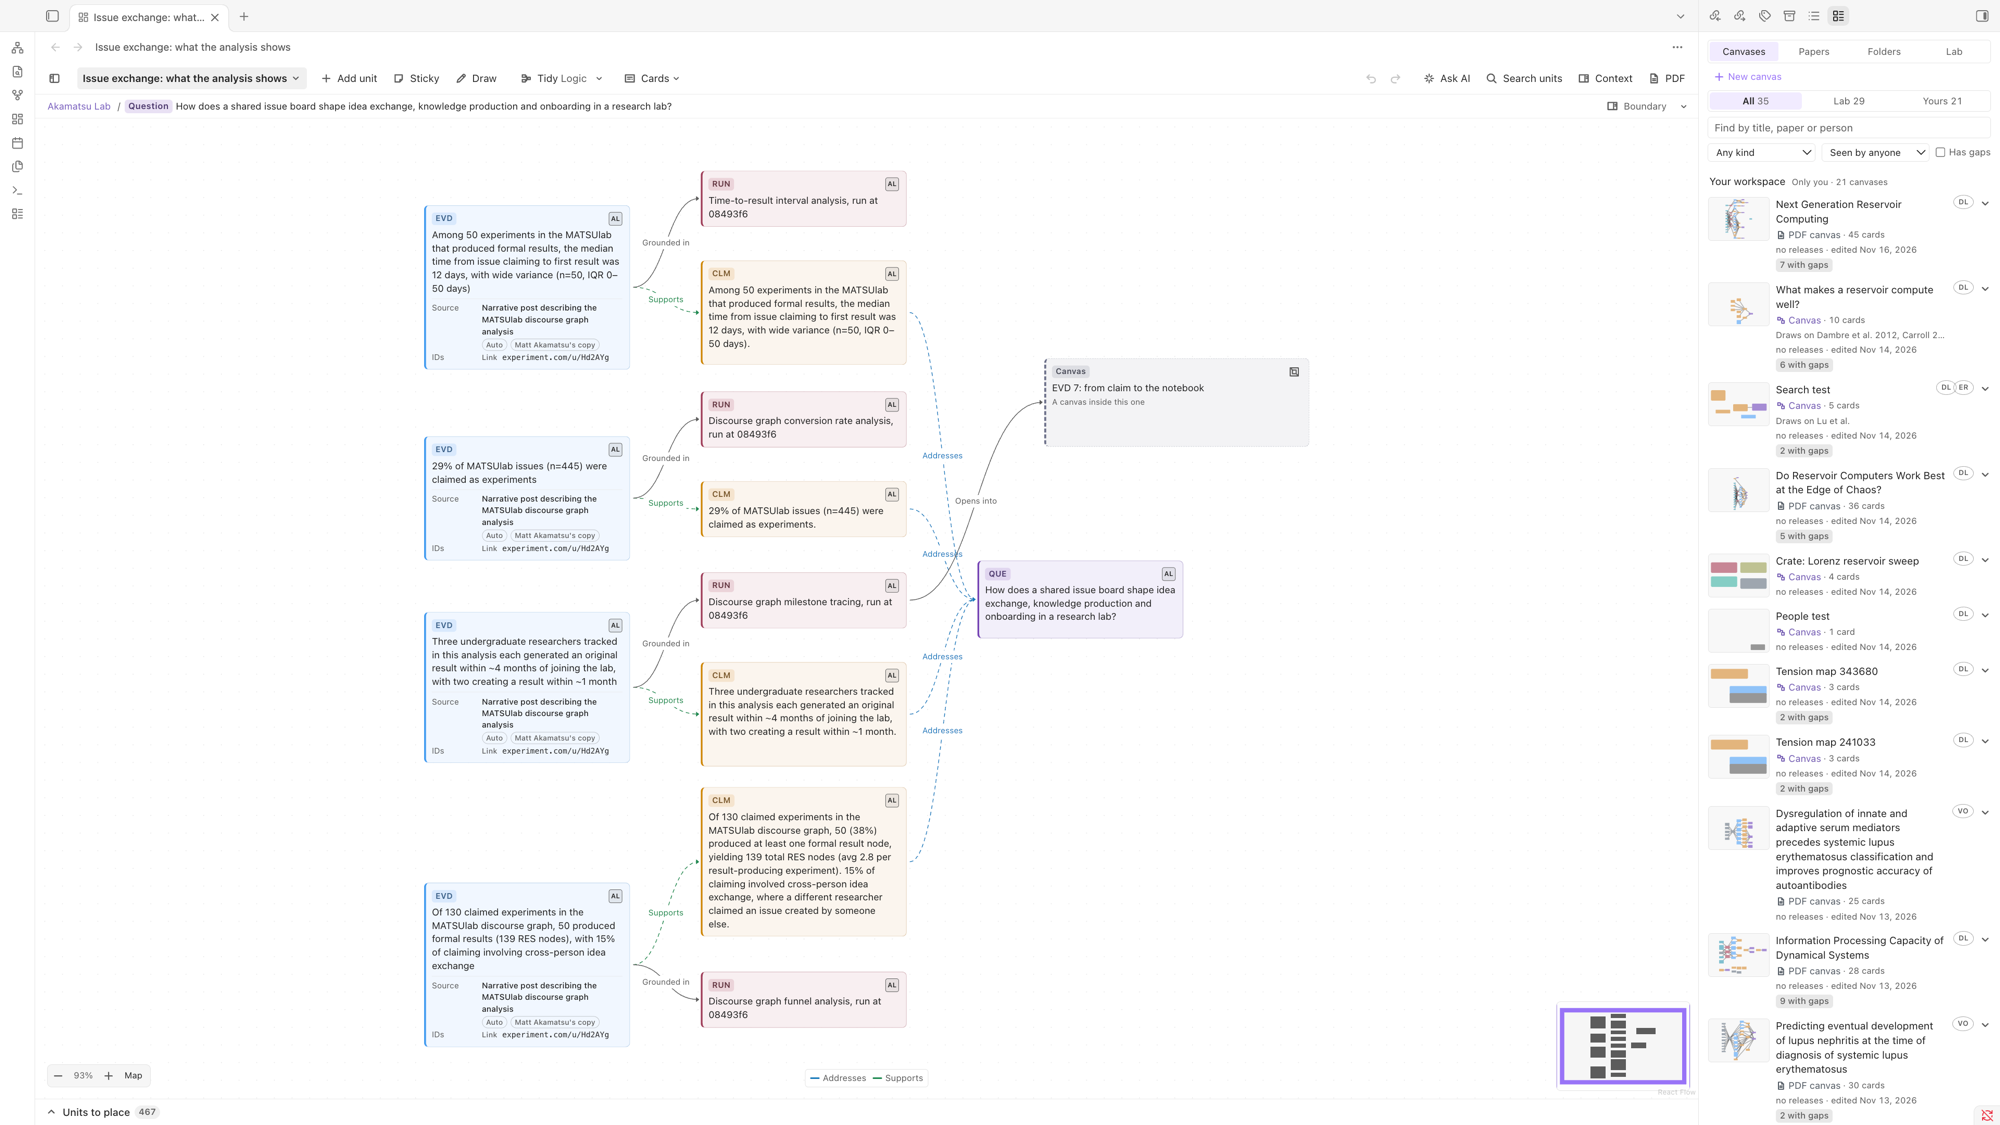 Issue exchange: what...
Issue exchange: what the analysis shows
Issue exchange: what the analysis shows
Add unit
Sticky
Draw
Tidy Logic
Cards
Ask AI
Search units
Context
PDF
Akamatsu Lab / Question How does a shared issue board shape idea exchange, knowledge production and onboarding in a research lab?
Boundary
EVD AL
Among 50 experiments in the MATSUlab
that produced formal results, the median
time from issue claiming to first result was
12 days, with wide variance (n=50, IQR 0–
50 days)
Source Narrative post describing the
MATSUlab discourse graph
analysis
Auto Matt Akamatsu's copy
IDs Link experiment.com/u/Hd2AYg
EVD AL
29% of MATSUlab issues (n=445) were
claimed as experiments
Source Narrative post describing the
MATSUlab discourse graph
analysis
Auto Matt Akamatsu's copy
IDs Link experiment.com/u/Hd2AYg
EVD AL
Three undergraduate researchers tracked
in this analysis each generated an original
result within ~4 months of joining the lab,
with two creating a result within ~1 month
Source Narrative post describing the
MATSUlab discourse graph
analysis
Auto Matt Akamatsu's copy
IDs Link experiment.com/u/Hd2AYg
EVD AL
Of 130 claimed experiments in the
MATSUlab discourse graph, 50 produced
formal results (139 RES nodes), with 15%
of claiming involving cross-person idea
exchange
Source Narrative post describing the
MATSUlab discourse graph
analysis
Auto Matt Akamatsu's copy
IDs Link experiment.com/u/Hd2AYg
Grounded in
Supports
Grounded in
Supports
Grounded in
Supports
Supports
Grounded in
RUN AL
Time-to-result interval analysis, run at
08493f6
CLM AL
Among 50 experiments in the MATSUlab
that produced formal results, the median
time from issue claiming to first result was
12 days, with wide variance (n=50, IQR 0–
50 days).
RUN AL
Discourse graph conversion rate analysis,
run at 08493f6
CLM AL
29% of MATSUlab issues (n=445) were
claimed as experiments.
RUN AL
Discourse graph milestone tracing, run at
08493f6
CLM AL
Three undergraduate researchers tracked
in this analysis each generated an original
result within ~4 months of joining the lab,
with two creating a result within ~1 month.
CLM AL
Of 130 claimed experiments in the
MATSUlab discourse graph, 50 (38%)
produced at least one formal result node,
yielding 139 total RES nodes (avg 2.8 per
result-producing experiment). 15% of
claiming involved cross-person idea
exchange, where a different researcher
claimed an issue created by someone
else.
RUN AL
Discourse graph funnel analysis, run at
08493f6
Addresses
Opens into
Addresses
Addresses
Addresses
Canvas
EVD 7: from claim to the notebook
A canvas inside this one
QUE AL
How does a shared issue board shape idea
exchange, knowledge production and
onboarding in a research lab?
93%
Map
Addresses Supports
React Flow
Units to place 467
Canvases
Papers
Folders
Lab
+ New canvas
All 35
Lab 29
Yours 21
Find by title, paper or person
Any kind
Seen by anyone
Has gaps
Your workspace Only you · 21 canvases
Next Generation Reservoir DL
Computing
PDF canvas · 45 cards
no releases · edited Nov 16, 2026
7 with gaps
What makes a reservoir compute DL
well?
Canvas · 10 cards
Draws on Dambre et al. 2012, Carroll 2...
no releases · edited Nov 14, 2026
6 with gaps
Search test DL ER
Canvas · 5 cards
Draws on Lu et al.
no releases · edited Nov 14, 2026
2 with gaps
Do Reservoir Computers Work Best DL
at the Edge of Chaos?
PDF canvas · 36 cards
no releases · edited Nov 14, 2026
5 with gaps
Crate: Lorenz reservoir sweep DL
Canvas · 4 cards
no releases · edited Nov 14, 2026
People test DL
Canvas · 1 card
no releases · edited Nov 14, 2026
Tension map 343680 DL
Canvas · 3 cards
no releases · edited Nov 14, 2026
2 with gaps
Tension map 241033 DL
Canvas · 3 cards
no releases · edited Nov 14, 2026
2 with gaps
Dysregulation of innate and VO
adaptive serum mediators
precedes systemic lupus
erythematosus classification and
improves prognostic accuracy of
autoantibodies
PDF canvas · 25 cards
no releases · edited Nov 13, 2026
Information Processing Capacity of DL
Dynamical Systems
PDF canvas · 28 cards
no releases · edited Nov 13, 2026
9 with gaps
Predicting eventual development VO
of lupus nephritis at the time of
diagnosis of systemic lupus
erythematosus
PDF canvas · 30 cards
no releases · edited Nov 13, 2026
2 with gaps